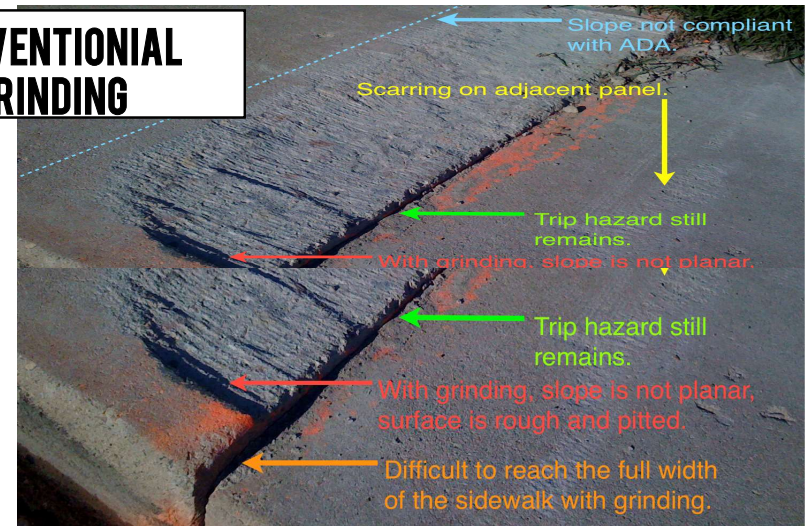 VENTIONIAL
RINDING
Slope not compliant
with ADA.
Scarring on adjacent panel.
Trip hazard still
remains.
With grinding, slope is not planar,
Trip hazard still
remains.
With grinding, slope is not planar,
surface is rough and pitted.
Difficult to reach the full width
of the sidewalk with grinding.